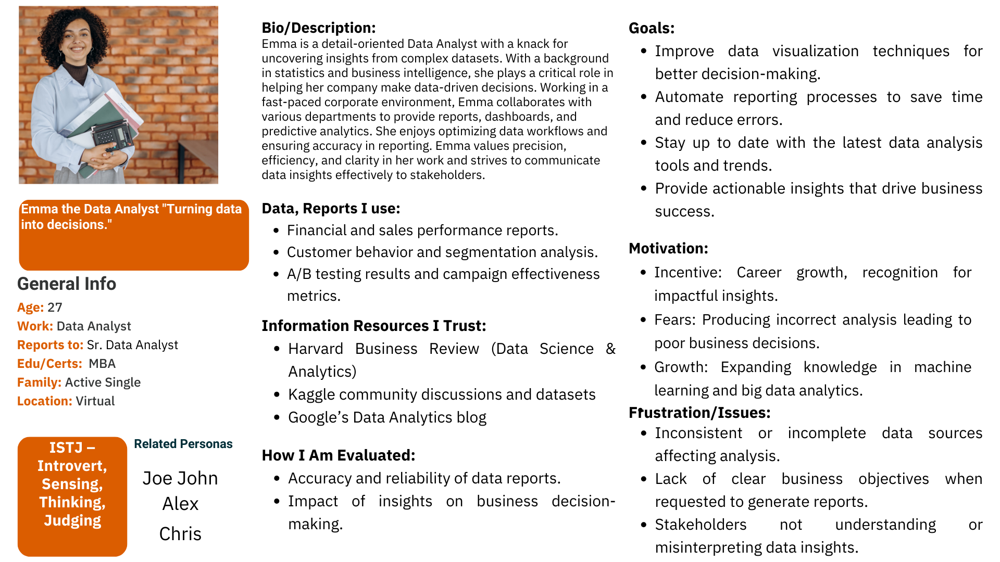 Emma the Data Analyst "Turning data
into decisions."
General Info
Age: 27
Work: Data Analyst
Reports to: Sr. Data Analyst
Edu/Certs: MBA
Family: Active Single
Location: Virtual
ISTJ –
Introvert,
Sensing,
Thinking,
Judging
Related Personas
Joe John
Alex
Chris
Bio/Description:
Emma is a detail-oriented Data Analyst with a knack for
uncovering insights from complex datasets. With a background
in statistics and business intelligence, she plays a critical role in
helping her company make data-driven decisions. Working in a
fast-paced corporate environment, Emma collaborates with
various departments to provide reports, dashboards, and
predictive analytics. She enjoys optimizing data workflows and
ensuring accuracy in reporting. Emma values precision,
efficiency, and clarity in her work and strives to communicate
data insights effectively to stakeholders.
Data, Reports I use:
• Financial and sales performance reports.
• Customer behavior and segmentation analysis.
• A/B testing results and campaign effectiveness
metrics.
Information Resources I Trust:
• Harvard Business Review (Data Science &
Analytics)
• Kaggle community discussions and datasets
• Google’s Data Analytics blog
How I Am Evaluated:
• Accuracy and reliability of data reports.
• Impact of insights on business decision-
making.
Goals:
• Improve data visualization techniques for
better decision-making.
• Automate reporting processes to save time
and reduce errors.
• Stay up to date with the latest data analysis
tools and trends.
• Provide actionable insights that drive business
success.
Motivation:
• Incentive: Career growth, recognition for
impactful insights.
• Fears: Producing incorrect analysis leading to
poor business decisions.
• Growth: Expanding knowledge in machine
learning and big data analytics.
Frustration/Issues:
• Inconsistent or incomplete data sources
affecting analysis.
• Lack of clear business objectives when
requested to generate reports.
• Stakeholders not understanding or
misinterpreting data insights.